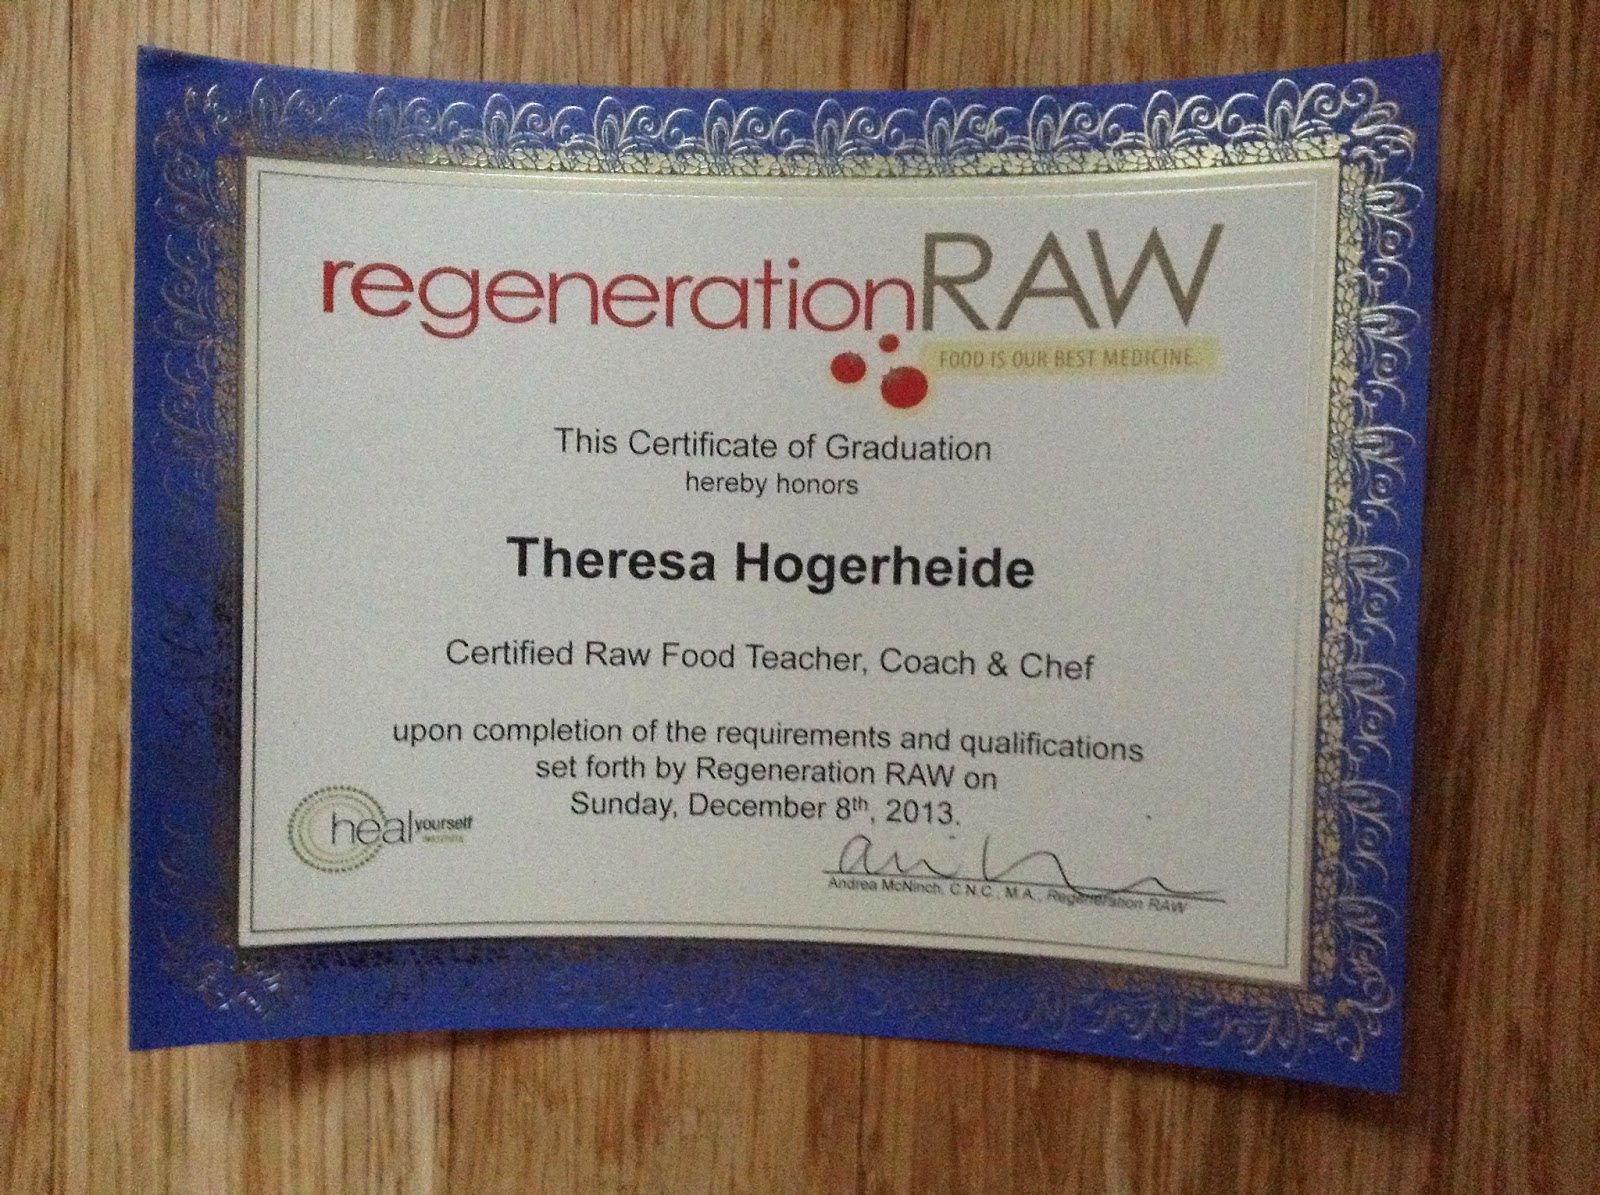 regenerationRAW
FOOD IS OUR BEST MEDICINE.
This Certificate of Graduation
hereby honors
Theresa Hogerheide
Certified Raw Food Teacher, Coach & Chef
upon completion of the requirements and qualifications
set forth by Regeneration RAW on
Sunday, December 8th, 2013.
heal yourself
INSTITUTE
Andrea McNinch, C.N.C., M.A., Regeneration RAW